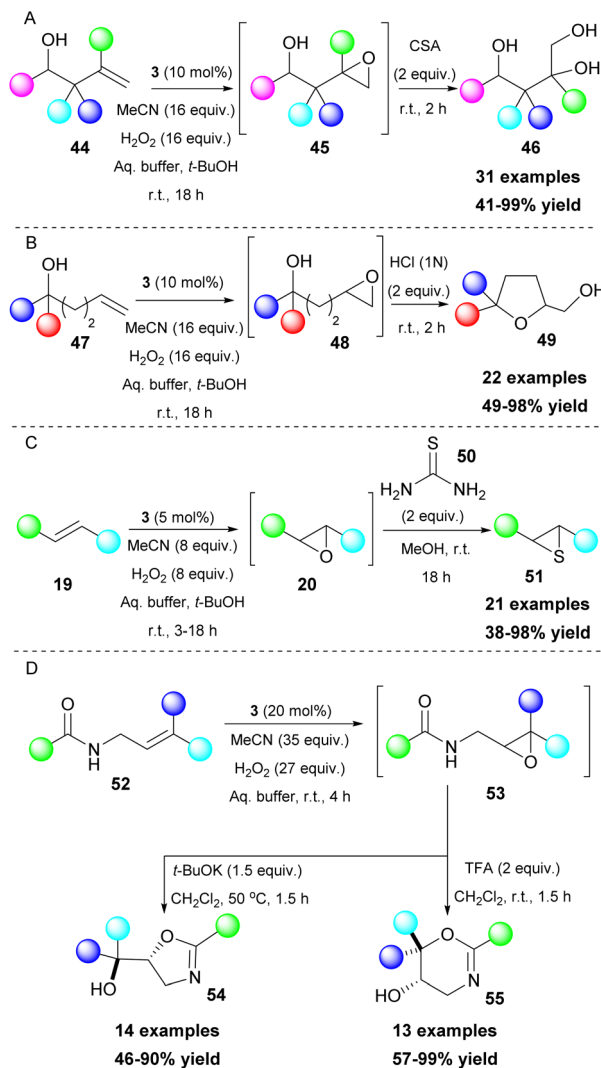 A
OH
3 (10 mol%)
MeCN (16 equiv.)
H2O2 (16 equiv.)
Aq. buffer, t-BuOH
r.t., 18 h
44
OH
O
45
CSA
(2 equiv.)
r.t., 2 h
OH
OH
OH
46
31 examples
41-99% yield
B
OH
2
47
3 (10 mol%)
MeCN (16 equiv.)
H2O2 (16 equiv.)
Aq. buffer, t-BuOH
r.t., 18 h
OH
O
2
48
HCl (1N)
(2 equiv.)
r.t., 2 h
O
OH
49
22 examples
49-98% yield
C
19
3 (5 mol%)
MeCN (8 equiv.)
H2O2 (8 equiv.)
Aq. buffer, t-BuOH
r.t., 3-18 h
O
20
S
50
H2N
NH2
(2 equiv.)
MeOH, r.t.
18 h
S
51
21 examples
38-98% yield
D
O
N
H
52
3 (20 mol%)
MeCN (35 equiv.)
H2O2 (27 equiv.)
Aq. buffer, r.t., 4 h
O
N
H
O
53
t-BuOK (1.5 equiv.)
CH2Cl2, 50 °C, 1.5 h
TFA (2 equiv.)
CH2Cl2, r.t., 1.5 h
O
N
HO
54
14 examples
46-90% yield
O
N
HO
55
13 examples
57-99% yield